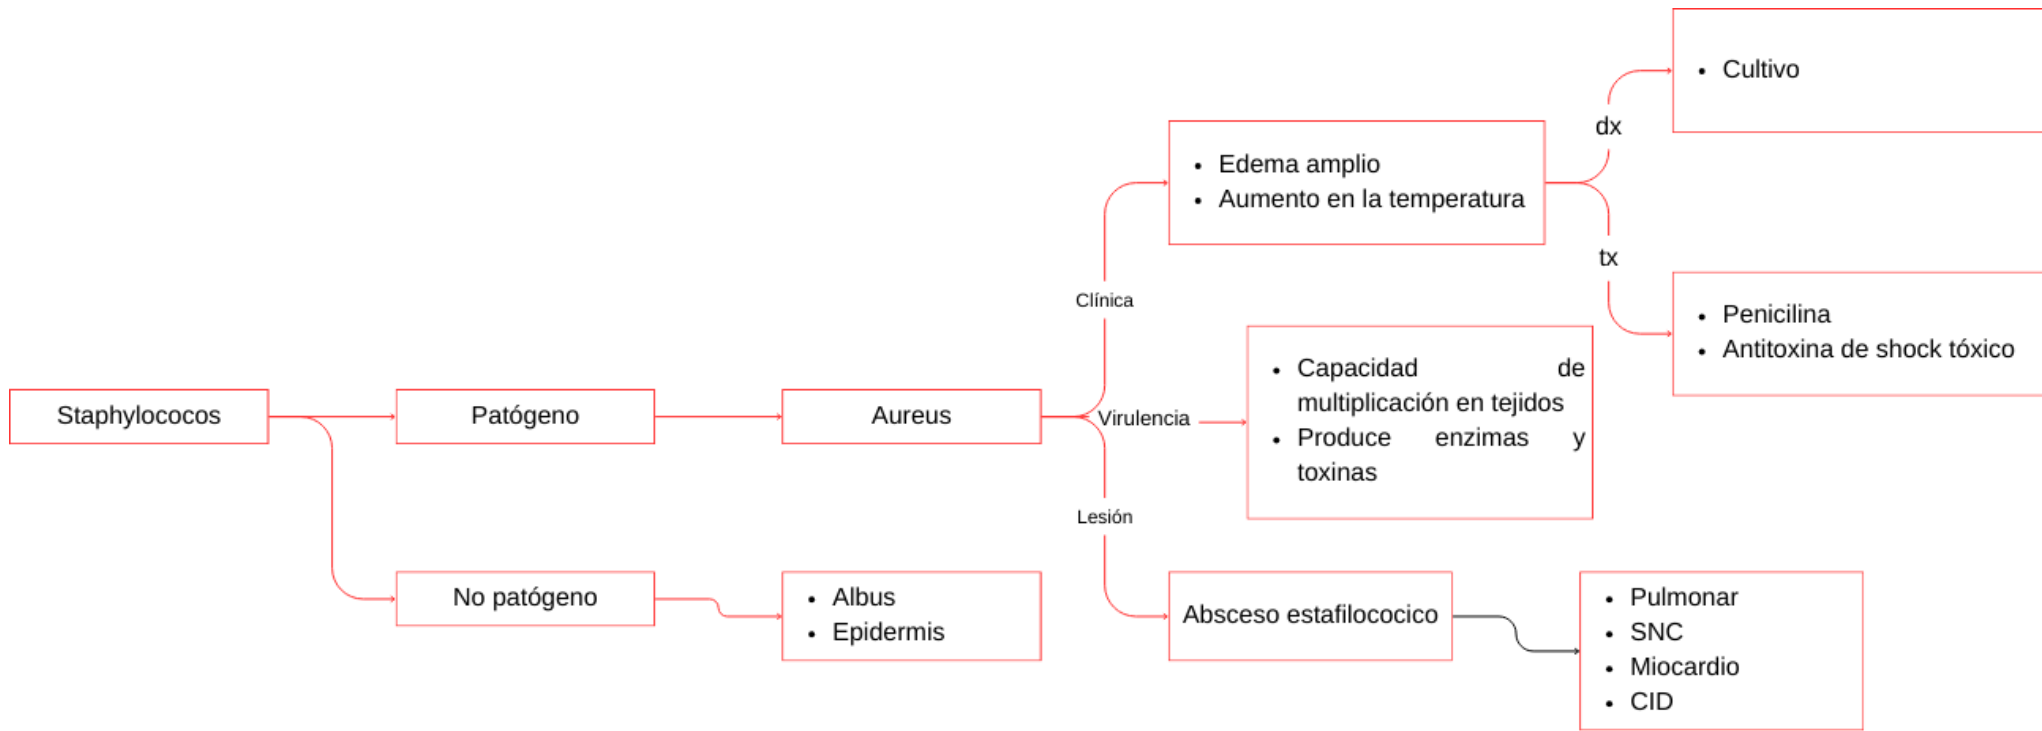 Staphylococos
Patógeno
No patógeno
Aureus
Albus
Epidermis
Clínica
Edema amplio
Aumento en la temperatura
dx
Cultivo
tx
Penicilina
Antitoxina de shock tóxico
Virulencia
Capacidad de
multiplicación en tejidos
Produce enzimas y
toxinas
Lesión
Absceso estafilococico
Pulmonar
SNC
Miocardio
CID